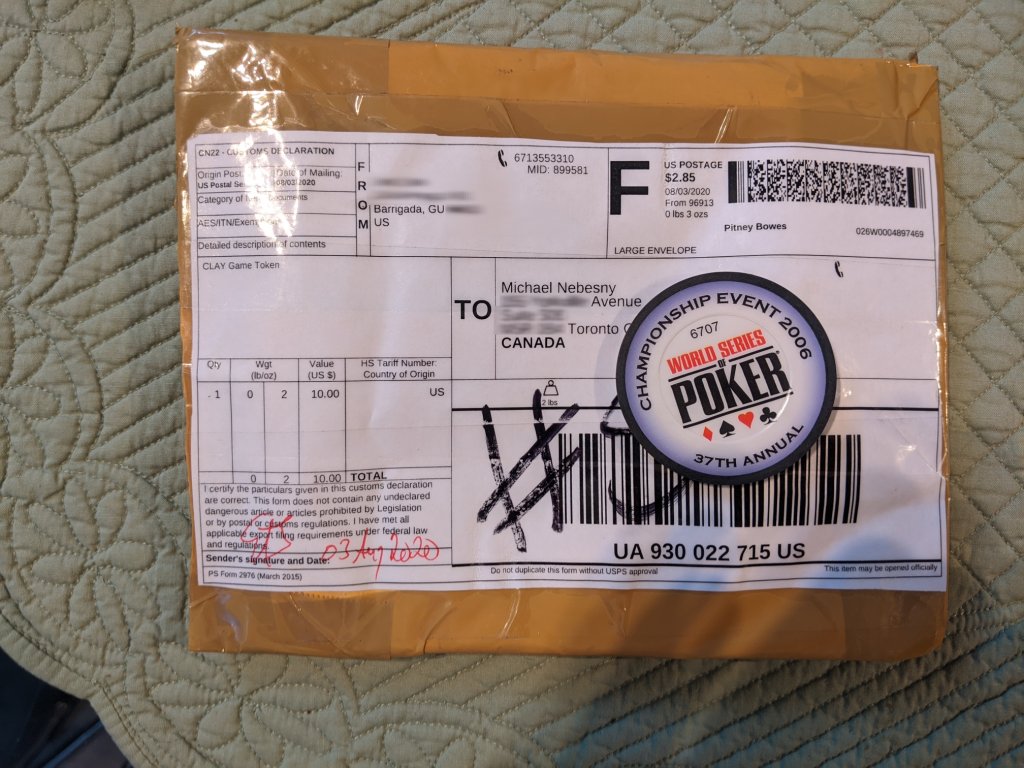 CN22 - CUSTOMS DECLARATION
Origin Post
Date of Mailing:
US Postal Se
08/03/2020
Category of Item: Documents
AES/ITN/Exem
Detailed description of contents
CLAY Game Token
FROM
6713553310
MID: 899581
Barrigada, GU
US
F
US POSTAGE
$2.85
08/03/2020
From 96913
0 lbs 3 ozs
Pitney Bowes
026W0004897469
LARGE ENVELOPE
TO
Michael Nebesny
Avenue
Toronto
CANADA
Qty Wgt (lb/oz) Value (US $) HS Tariff Number: Country of Origin
1 0 2 10.00 US
0 2 10.00 TOTAL
2 lbs
I certify the particulars given in this customs declaration
are correct. This form does not contain any undeclared
dangerous article or articles prohibited by Legislation
or by postal or customs regulations. I have met all
applicable export filing requirements under federal law
and regulations.
Sender's signature and Date:
03 Aug 2020
PS Form 2976 (March 2015)
UA 930 022 715 US
Do not duplicate this form without USPS approval
This item may be opened officially
CHAMPIONSHIP EVENT 2006
6707
WORLD SERIES
OF
POKER
37TH ANNUAL